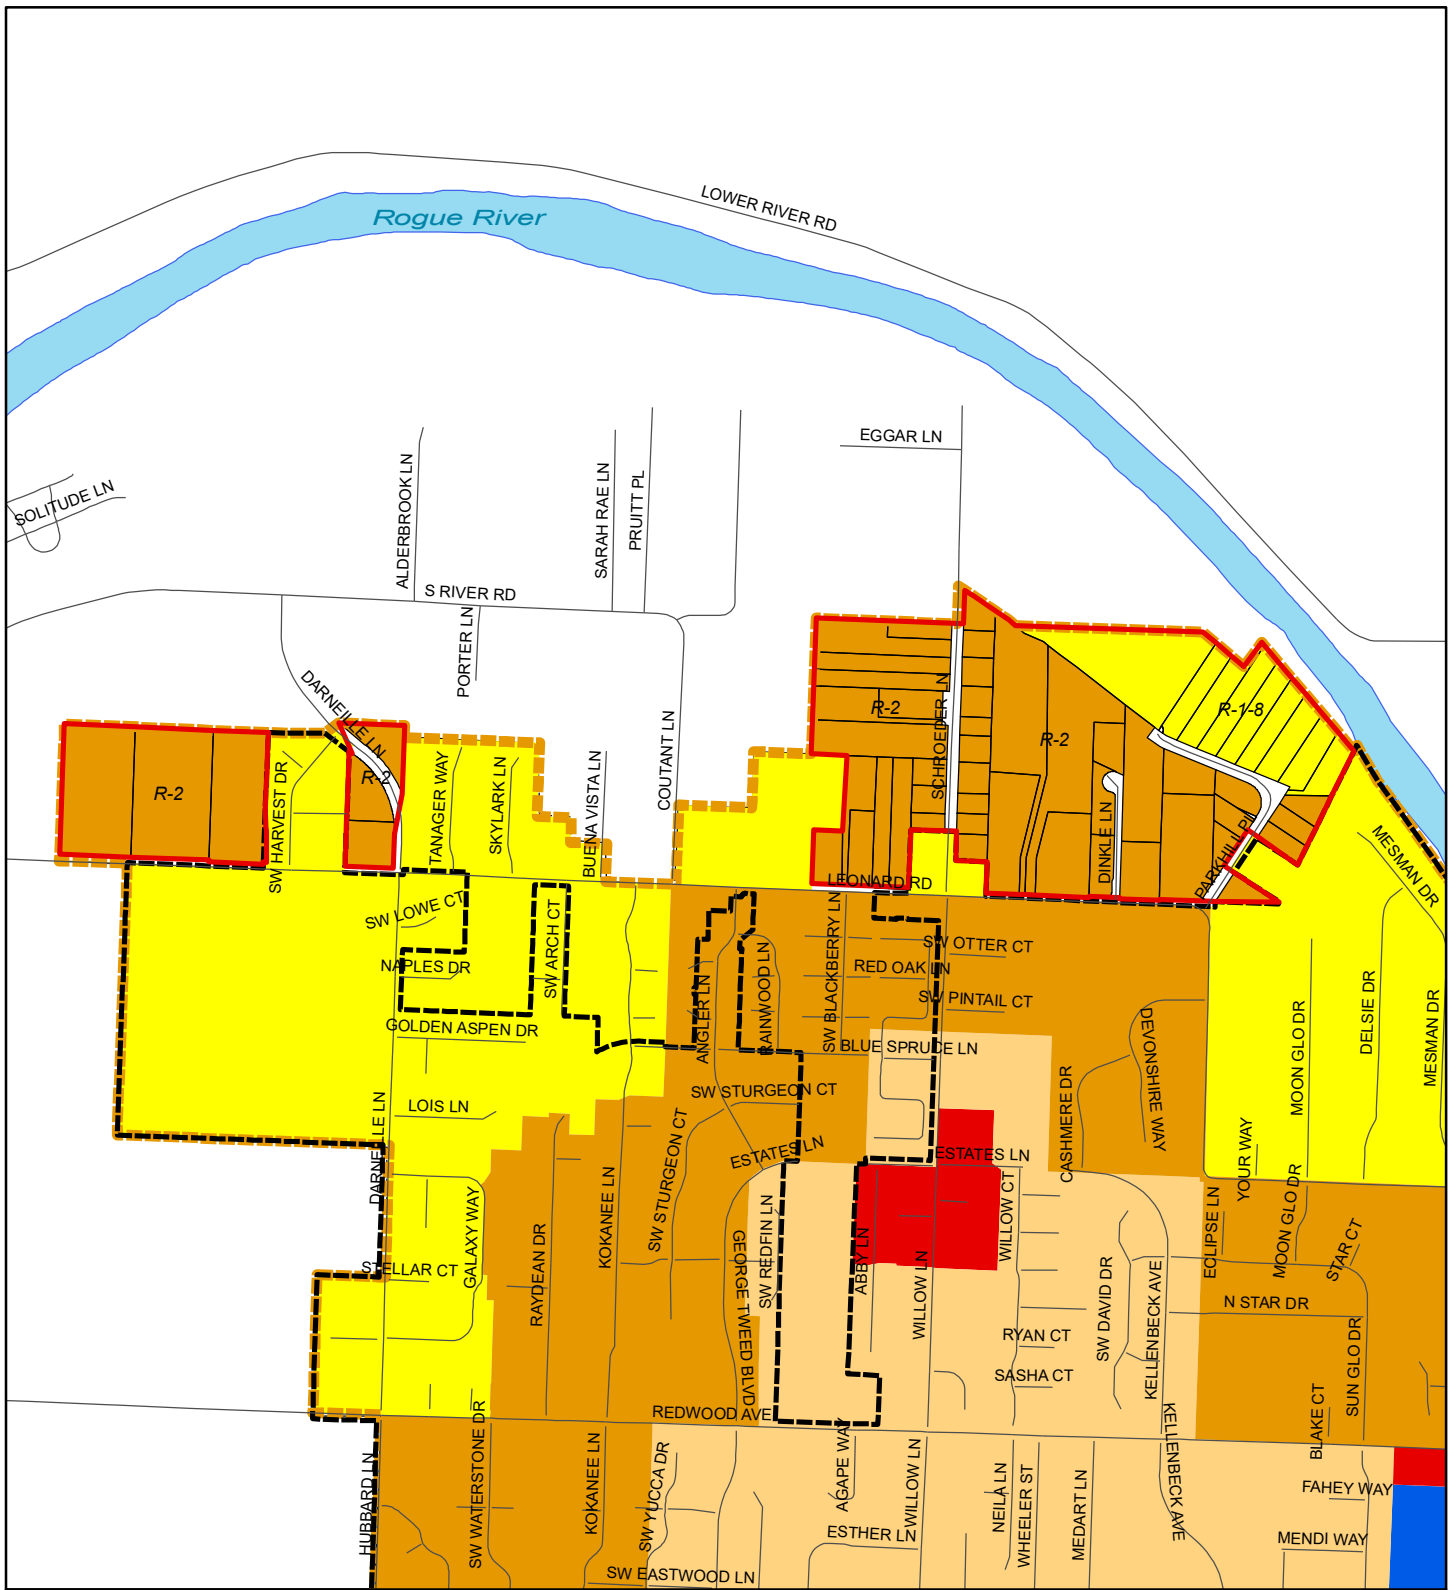 LOWER RIVER RD
Rogue River
EGGAR LN
ALDERBROOK LN
SARAH RAE LN
PRUITT PL
SOLITUDE LN
S RIVER RD
PORTER LN
DARNEILLE LN
COUTANT LN
SCHROEDER LN
R-2
R-1-8
R-2
R-2
R-2
SW HARVEST DR
TANAGER WAY
SKYLARK LN
BUENA VISTA LN
DINKLE LN
PARKHILL PL
MESMAN DR
LEONARD RD
SW LOWE CT
NAPLES DR
SW ARCH CT
GOLDEN ASPEN DR
ANGLER LN
RAINWOOD LN
SW BLACKBERRY LN
SW OTTER CT
RED OAK LN
SW PINTAIL CT
BLUE SPRUCE LN
DEVONSHIRE WAY
MOON GLO DR
DELSIE DR
MESMAN DR
LOIS LN
SW STURGEON CT
CASHMERE DR
DARNEILLE LN
SW STURGEON CT
ESTATES LN
ESTATES LN
YOUR WAY
KOKANEE LN
GALAXY WAY
RAYDEAN DR
SW REDFIN LN
GEORGE TWEED BLVD
ABBY LN
WILLOW LN
WILLOW CT
ECLIPSE LN
MOON GLO DR
STAR CT
STELLAR CT
SW DAVID DR
KELLENBECK AVE
N STAR DR
RYAN CT
SASHA CT
SUN GLO DR
BLAKE CT
REDWOOD AVE
HUBBARD LN
SW WATERSTONE DR
KOKANEE LN
SW YUCCA DR
AGAPE WAY
WILLOW LN
NEILA LN
WHEELER ST
MEDART LN
KELLENBECK AVE
FAHEY WAY
ESTHER LN
MENDI WAY
SW EASTWOOD LN